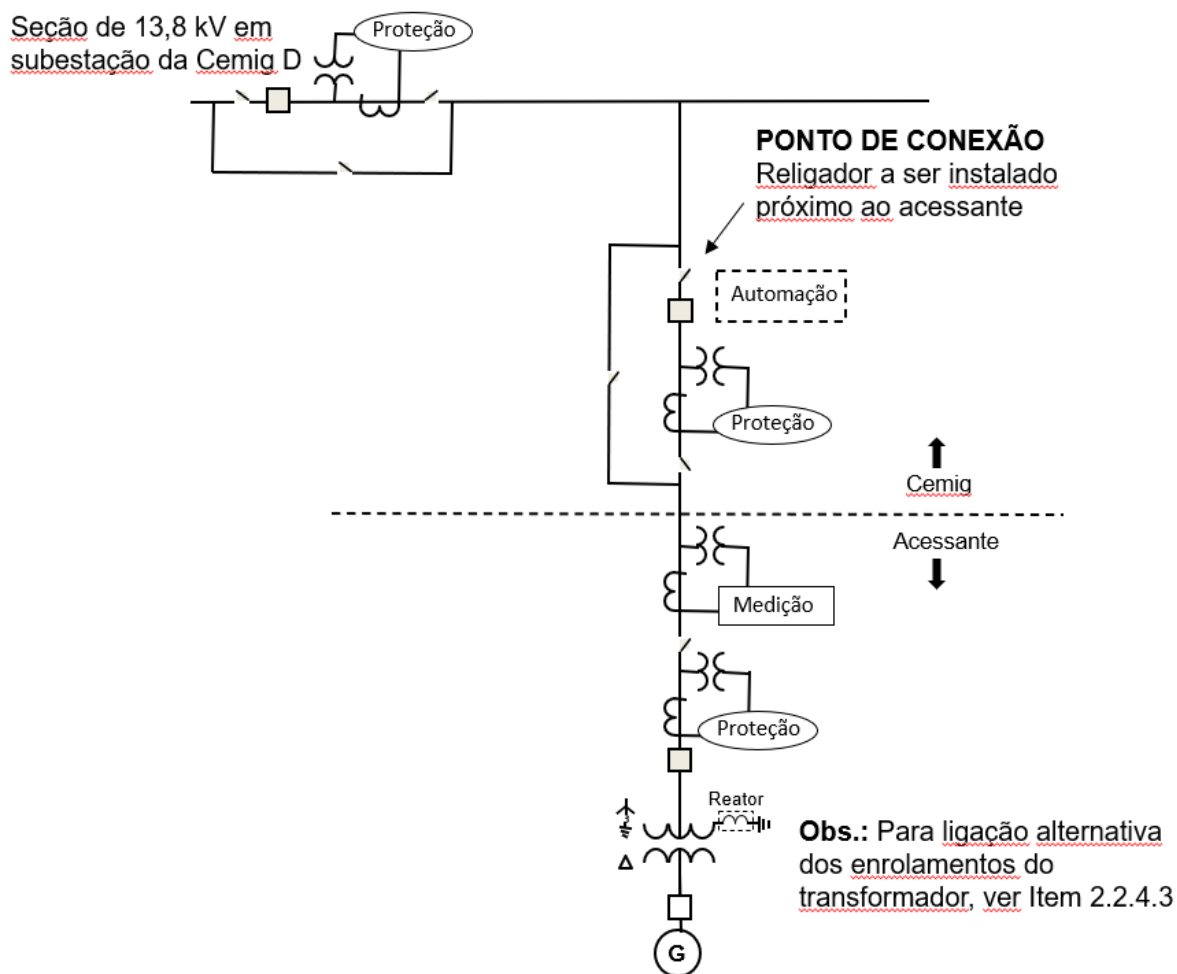 Seção de 13,8 kV em
subestação da Cemig D
Proteção
PONTO DE CONEXÃO
Religador a ser instalado
próximo ao acessante
Automação
Proteção
Cemig
Acessante
Medição
Proteção
Reator
3
Δ
Obs.: Para ligação alternativa
dos enrolamentos do
transformador, ver Item 2.2.4.3
G